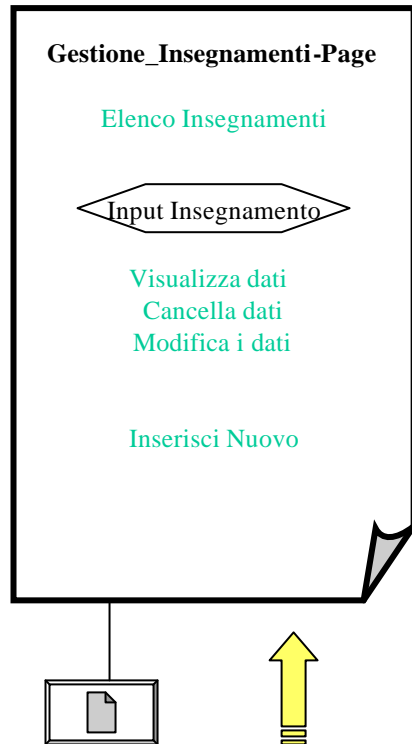 Gestione_Insegnamenti-Page
Elenco Insegnamenti
Input Insegnamento
Visualizza dati
Cancella dati
Modifica i dati
Inserisci Nuovo